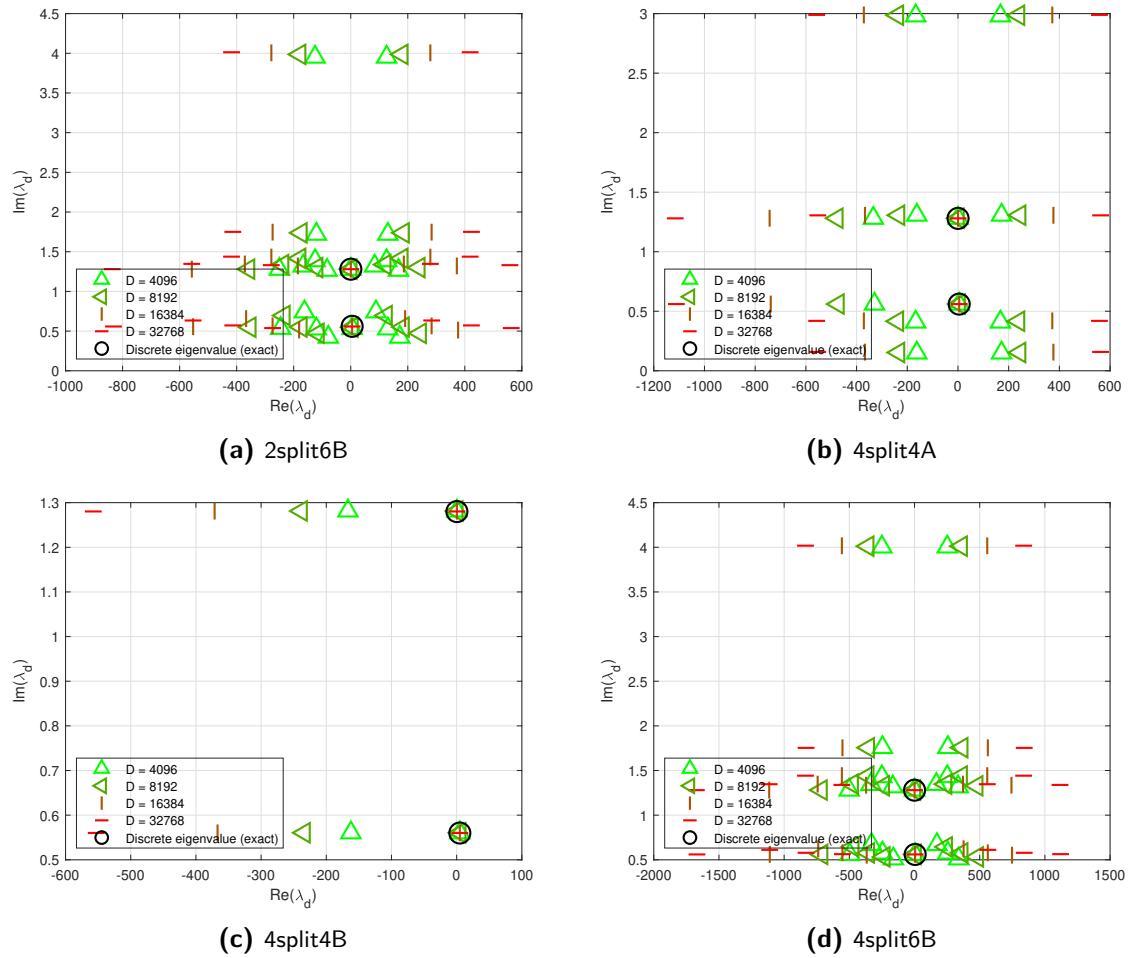 4.5
4
3.5
3
2.5
2
1.5
1
0.5
0
Im(λd)
-1000 -800 -600 -400 -200 0 200 400 600
Re(λd)
D = 4096
D = 8192
D = 16384
D = 32768
Discrete eigenvalue (exact)
(a) 2split6B
3
2.5
2
1.5
1
0.5
0
Im(λd)
-1200 -1000 -800 -600 -400 -200 0 200 400 600
Re(λd)
D = 4096
D = 8192
D = 16384
D = 32768
Discrete eigenvalue (exact)
(b) 4split4A
1.3
1.2
1.1
1
0.9
0.8
0.7
0.6
0.5
Im(λd)
-600 -500 -400 -300 -200 -100 0 100
Re(λd)
D = 4096
D = 8192
D = 16384
D = 32768
Discrete eigenvalue (exact)
(c) 4split4B
4.5
4
3.5
3
2.5
2
1.5
1
0.5
Im(λd)
-2000 -1500 -1000 -500 0 500 1000 1500
Re(λd)
D = 4096
D = 8192
D = 16384
D = 32768
Discrete eigenvalue (exact)
(d) 4split6B